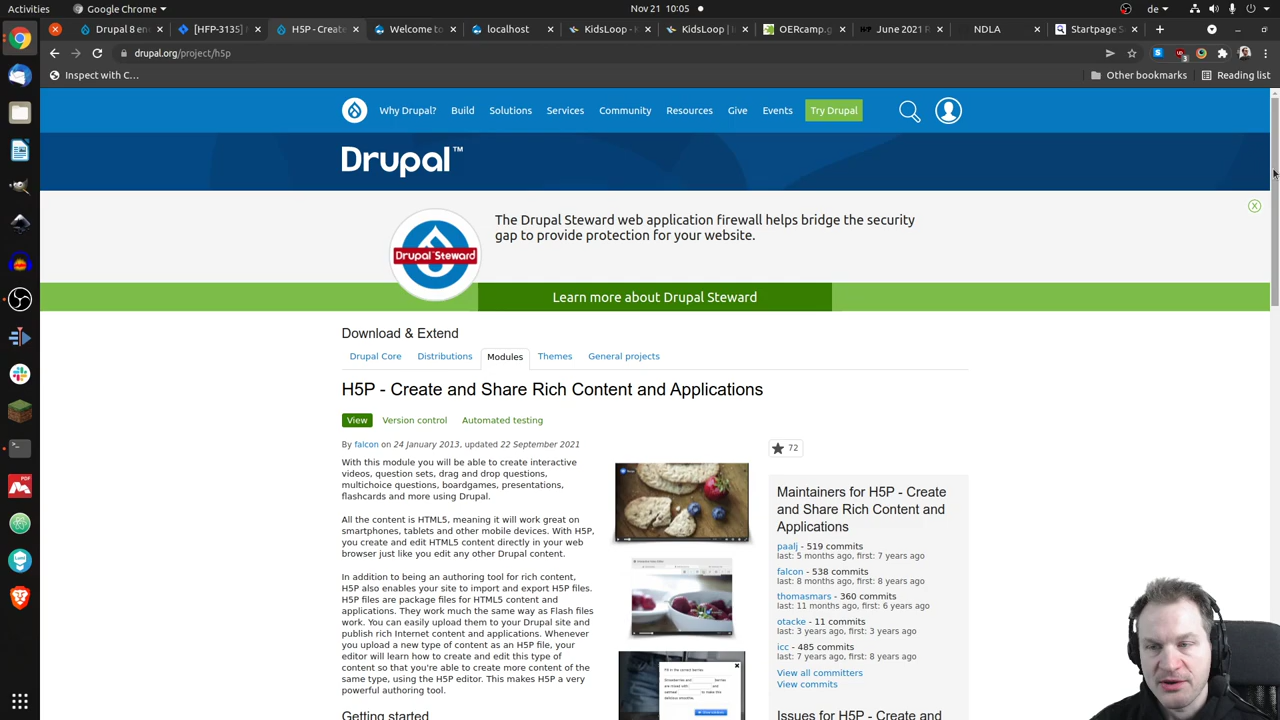 Activities
Google Chrome
Nov 21 10:05
de
Drupal 8 en
[HFP-3135] H
H5P - Create
Welcome to
localhost
KidsLoop -
KidsLoop |
OERcamp.g
June 2021 R
NDLA
Startpage S
drupal.org/project/h5p
Inspect with C...
Other bookmarks
Reading list
Why Drupal?
Build
Solutions
Services
Community
Resources
Give
Events
Try Drupal
Drupal™
Drupal Steward
The Drupal Steward web application firewall helps bridge the security
gap to provide protection for your website.
Learn more about Drupal Steward
Download & Extend
Drupal Core
Distributions
Modules
Themes
General projects
H5P - Create and Share Rich Content and Applications
View
Version control
Automated testing
By falcon on 24 January 2013, updated 22 September 2021
With this module you will be able to create interactive
videos, question sets, drag and drop questions,
multichoice questions, boardgames, presentations,
flashcards and more using Drupal.
All the content is HTML5, meaning it will work great on
smartphones, tablets and other mobile devices. With H5P,
you create and edit HTML5 content directly in your web
browser just like you edit any other Drupal content.
In addition to being an authoring tool for rich content,
H5P also enables your site to import and export H5P files.
H5P files are package files for HTML5 content and
applications. They work much the same way as Flash files
work. You can easily upload them to your Drupal site and
publish rich Internet content and applications. Whenever
you upload a new type of content as an H5P file, your
editor will learn how to create and edit this type of
content so that you're able to create more content of the
same type, using the H5P editor. This makes H5P a very
powerful authoring tool.
Getting started
72
Maintainers for H5P - Create
and Share Rich Content and
Applications
paalj - 519 commits
last: 5 months ago, first: 7 years ago
falcon - 538 commits
last: 8 months ago, first: 8 years ago
thomasmars - 360 commits
last: 11 months ago, first: 6 years ago
otacke - 11 commits
last: 3 years ago, first: 3 years ago
icc - 485 commits
last: 7 years ago, first: 8 years ago
View all committers
View commits
Issues for H5P - Create and